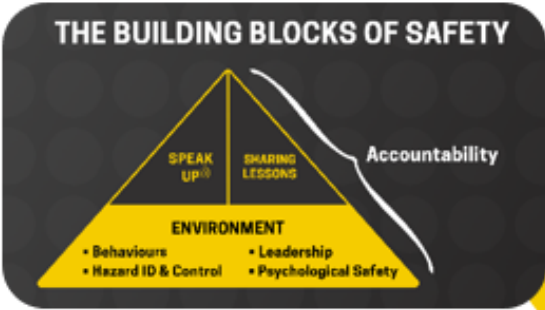 THE BUILDING BLOCKS OF SAFETY
SPEAK
UP®
SHARING
LESSONS
Accountability
ENVIRONMENT
▪ Behaviours
▪ Hazard ID & Control
▪ Leadership
▪ Psychological Safety